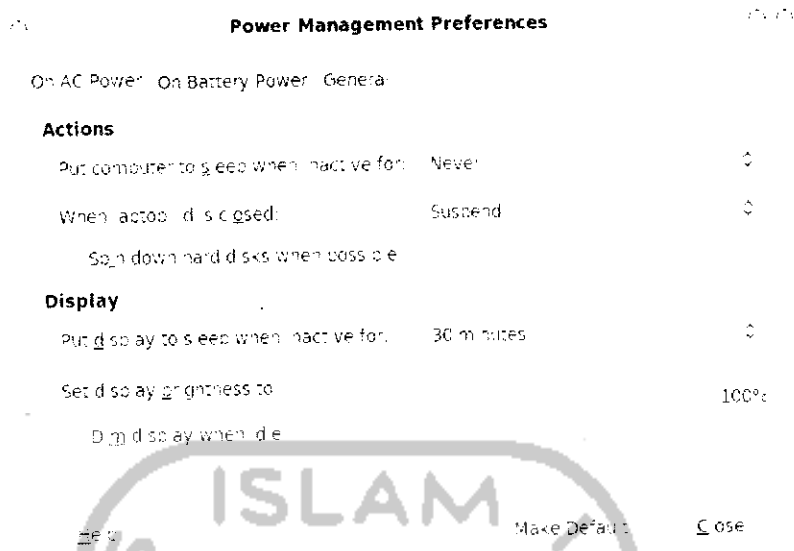 Power Management Preferences
On AC Power On Battery Power General
Actions
Put computer to sleep when inactive for: Never
When laptop lid is closed: Suspend
Spin down hard disks when possible
Display
Put display to sleep when inactive for: 30 minutes
Set display brightness to 100%
Dim display when idle
ISLAM
Help Make Default Close